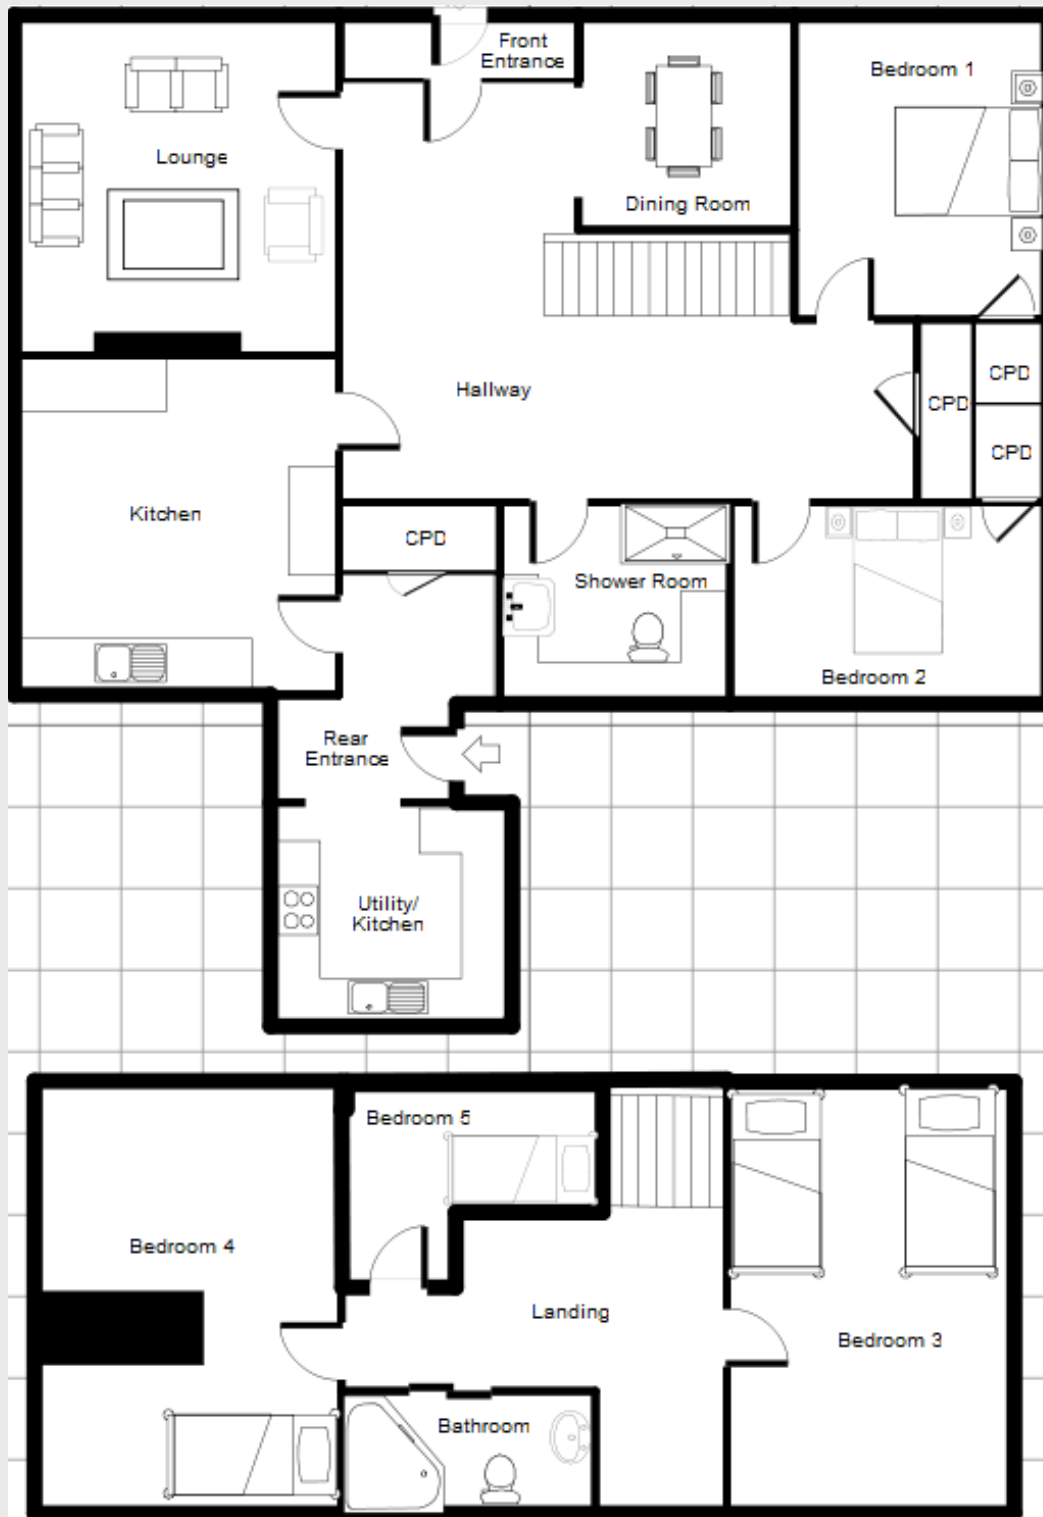 Front
Entrance
Bedroom 1
Lounge
Dining Room
Hallway
CPD
CPD
CPD
Kitchen
CPD
Shower Room
Bedroom 2
Rear
Entrance
Utility/
Kitchen
Bedroom 5
Bedroom 4
Landing
Bedroom 3
Bathroom